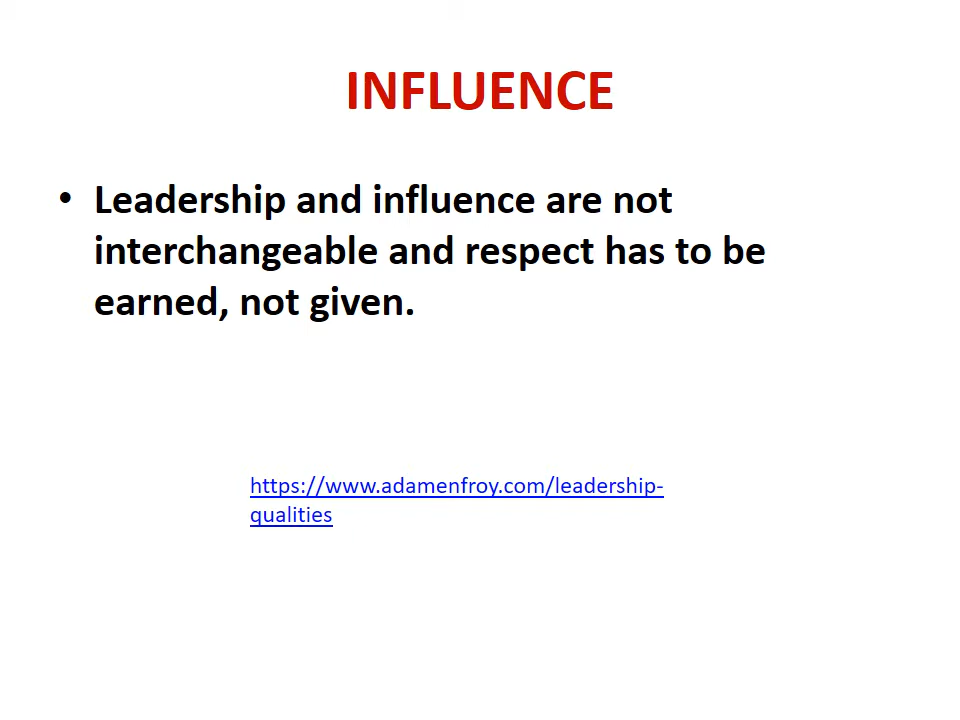 INFLUENCE
• Leadership and influence are not
interchangeable and respect has to be
earned, not given.
https://www.adamenfroy.com/leadership-
qualities